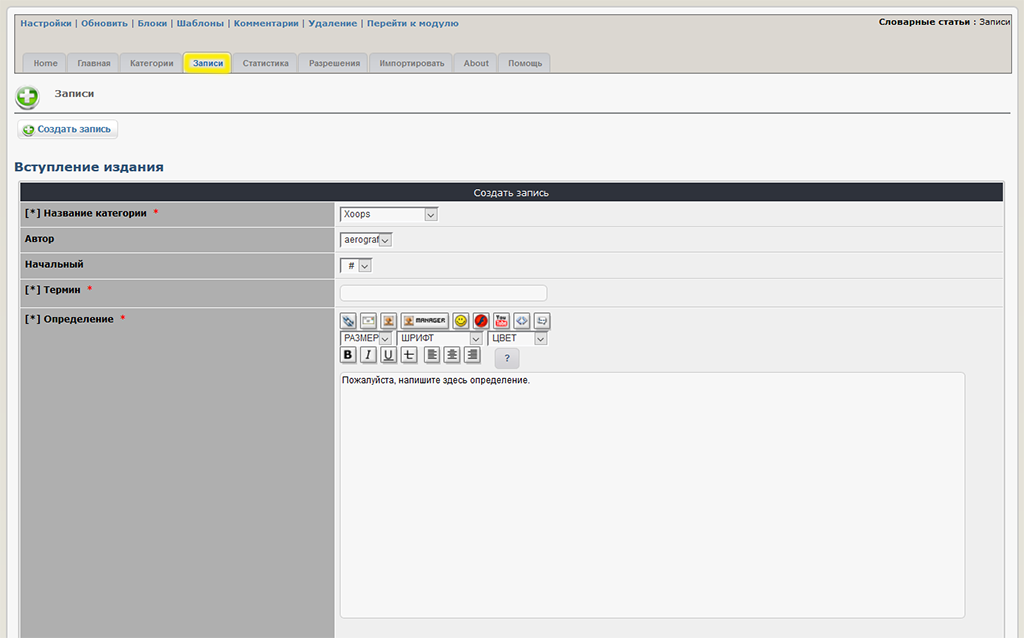 Настройки | Обновить | Блоки | Шаблоны | Комментарии | Удаление | Перейти к модулю
Словарные статьи : Записи
Home Главная Категории Записи Статистика Разрешения Импортировать About Помощь
Записи
Создать запись
Вступление издания
Создать запись
[*] Название категории * Xoops
Автор aerograf
Начальный #
[*] Термин *
[*] Определение * MANAGER You Tube
РАЗМЕР ШРИФТ ЦВЕТ
B I U t ?
Пожалуйста, напишите здесь определение.